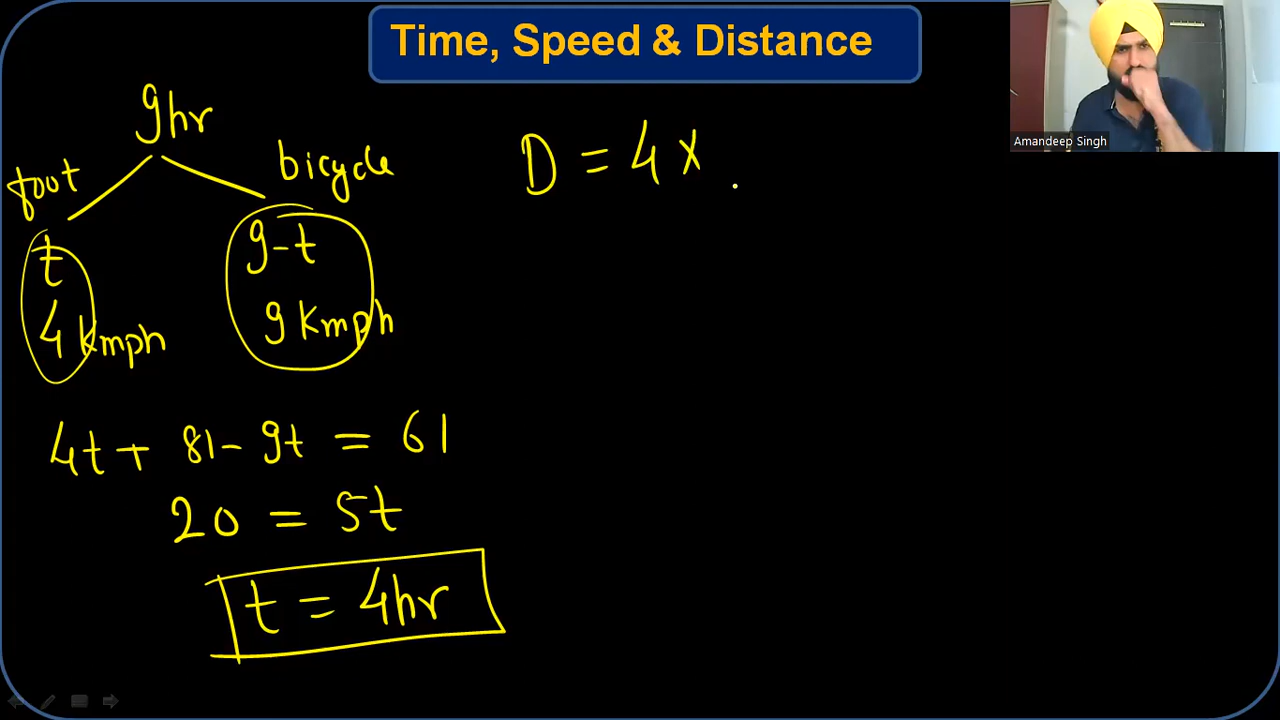 Time, Speed & Distance
Amandeep Singh
9hr
foot
bicycle
t
4 kmph
9-t
9 Kmph
4t + 81 - 9t = 61
20 = 5t
t = 4hr
D = 4 x